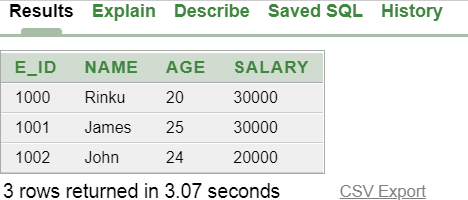 Results Explain Describe Saved SQL History
E_ID NAME AGE SALARY
1000 Rinku 20 30000
1001 James 25 30000
1002 John 24 20000
3 rows returned in 3.07 seconds CSV Export